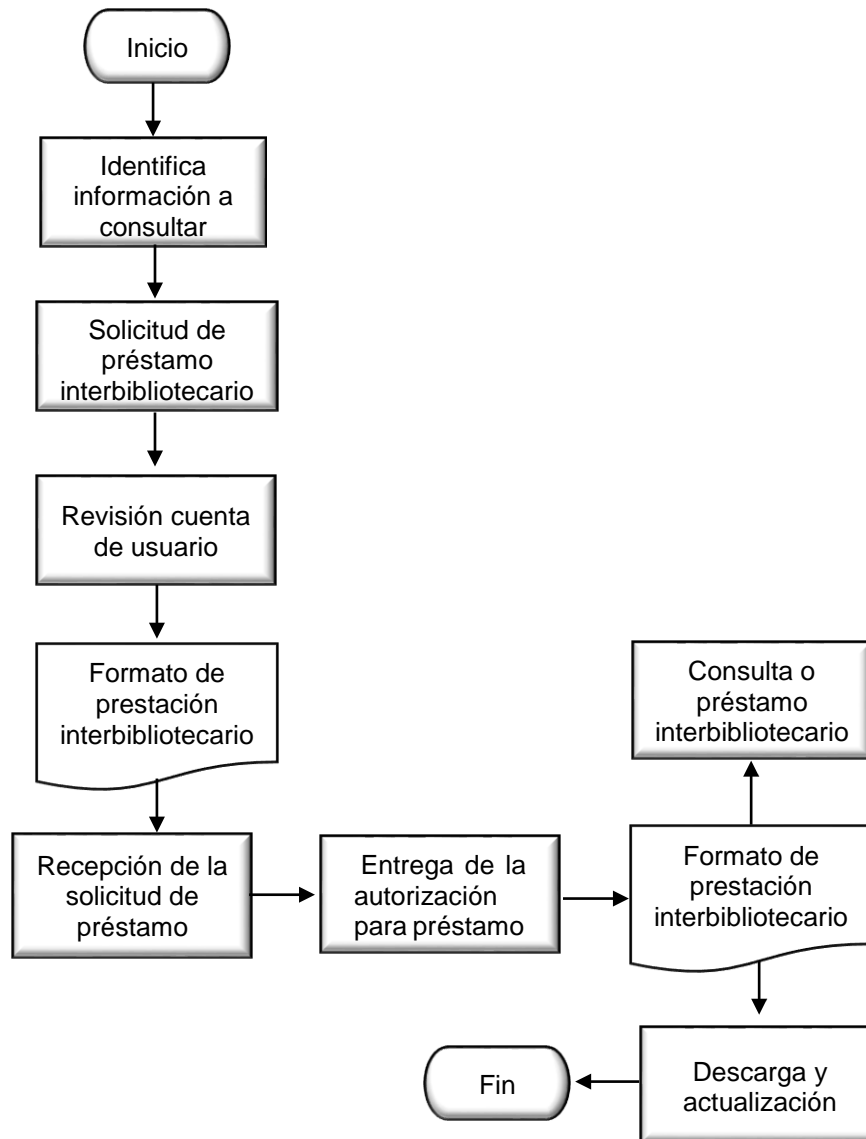 Inicio
Identifica
información a
consultar
Solicitud de
préstamo
interbibliotecario
Revisión cuenta
de usuario
Formato de
prestación
interbibliotecario
Recepción de la
solicitud de
préstamo
Entrega de la
autorización
para préstamo
Formato de
prestación
interbibliotecario
Consulta o
préstamo
interbibliotecario
Descarga y
actualización
Fin